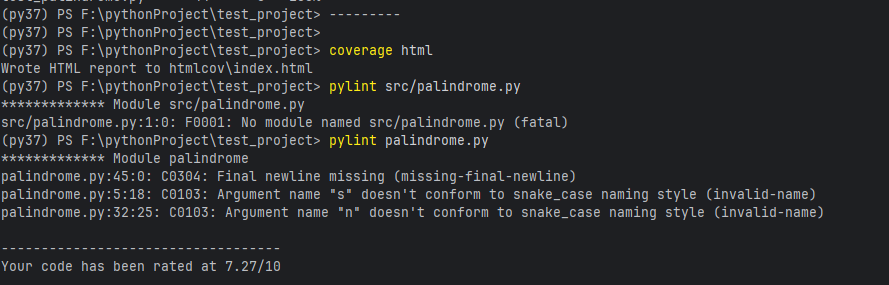 (py37) PS F:\pythonProject\test_project> ---------
(py37) PS F:\pythonProject\test_project>
(py37) PS F:\pythonProject\test_project> coverage html
Wrote HTML report to htmlcov\index.html
(py37) PS F:\pythonProject\test_project> pylint src/palindrome.py
************* Module src/palindrome.py
src/palindrome.py:1:0: F0001: No module named src/palindrome.py (fatal)
(py37) PS F:\pythonProject\test_project> pylint palindrome.py
************* Module palindrome
palindrome.py:45:0: C0304: Final newline missing (missing-final-newline)
palindrome.py:5:18: C0103: Argument name "s" doesn't conform to snake_case naming style (invalid-name)
palindrome.py:32:25: C0103: Argument name "n" doesn't conform to snake_case naming style (invalid-name)
-----------------------------------
Your code has been rated at 7.27/10